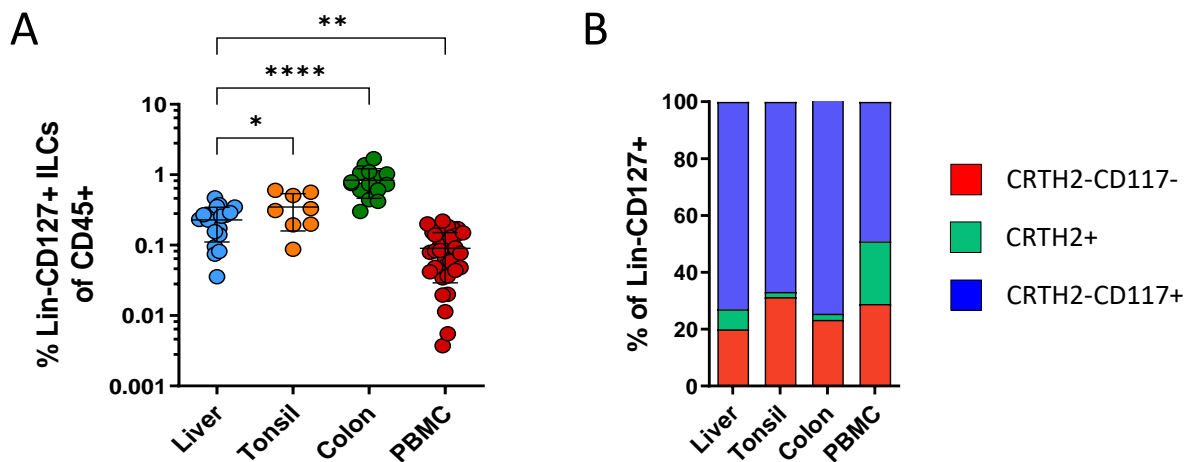 A
B
**
****
*
% Lin-CD127+ ILCs
of CD45+
10
1
0.1
0.01
0.001
Liver
Tonsil
Colon
PBMC
% of Lin-CD127+
100
80
60
40
20
0
Liver
Tonsil
Colon
PBMC
CRTH2-CD117-
CRTH2+
CRTH2-CD117+